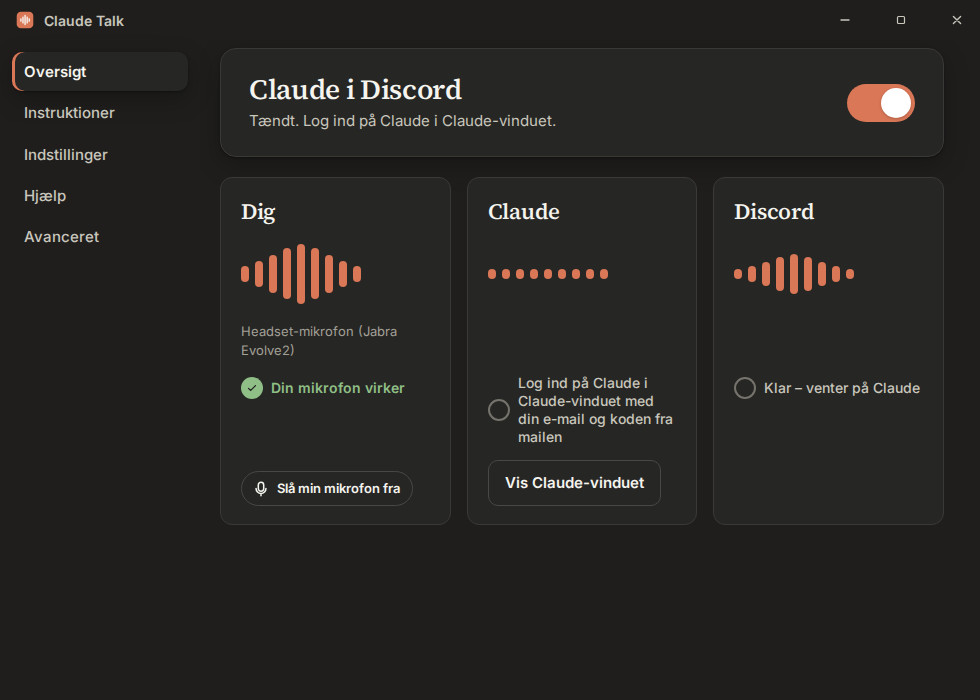 Claude Talk
Oversigt
Instruktioner
Indstillinger
Hjælp
Avanceret
Claude i Discord
Tændt. Log ind på Claude i Claude-vinduet.
Dig
Headset-mikrofon (Jabra
Evolve2)
Din mikrofon virker
Slå min mikrofon fra
Claude
Log ind på Claude i
Claude-vinduet med
din e-mail og koden fra
mailen
Vis Claude-vinduet
Discord
Klar – venter på Claude